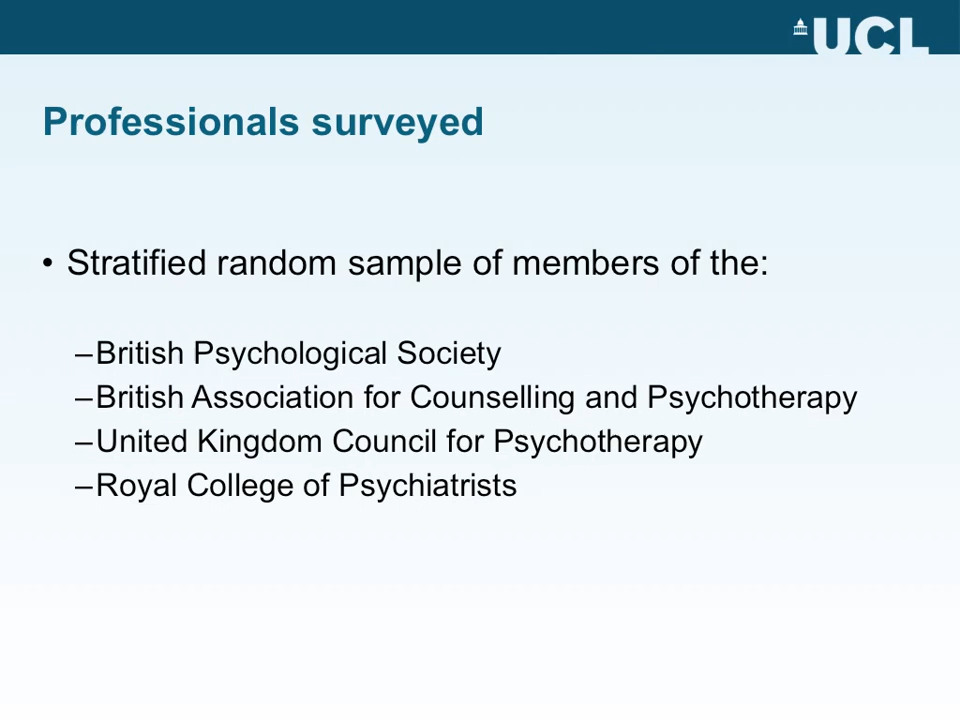 UCL
Professionals surveyed
• Stratified random sample of members of the:
–British Psychological Society
–British Association for Counselling and Psychotherapy
–United Kingdom Council for Psychotherapy
–Royal College of Psychiatrists